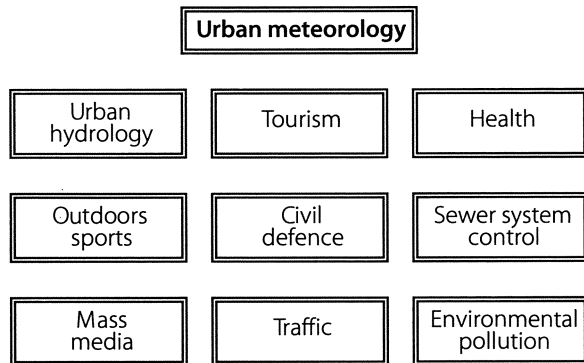 Urban meteorology
Urban
hydrology
Tourism
Health
Outdoors
sports
Civil
defence
Sewer system
control
Mass
media
Traffic
Environmental
pollution